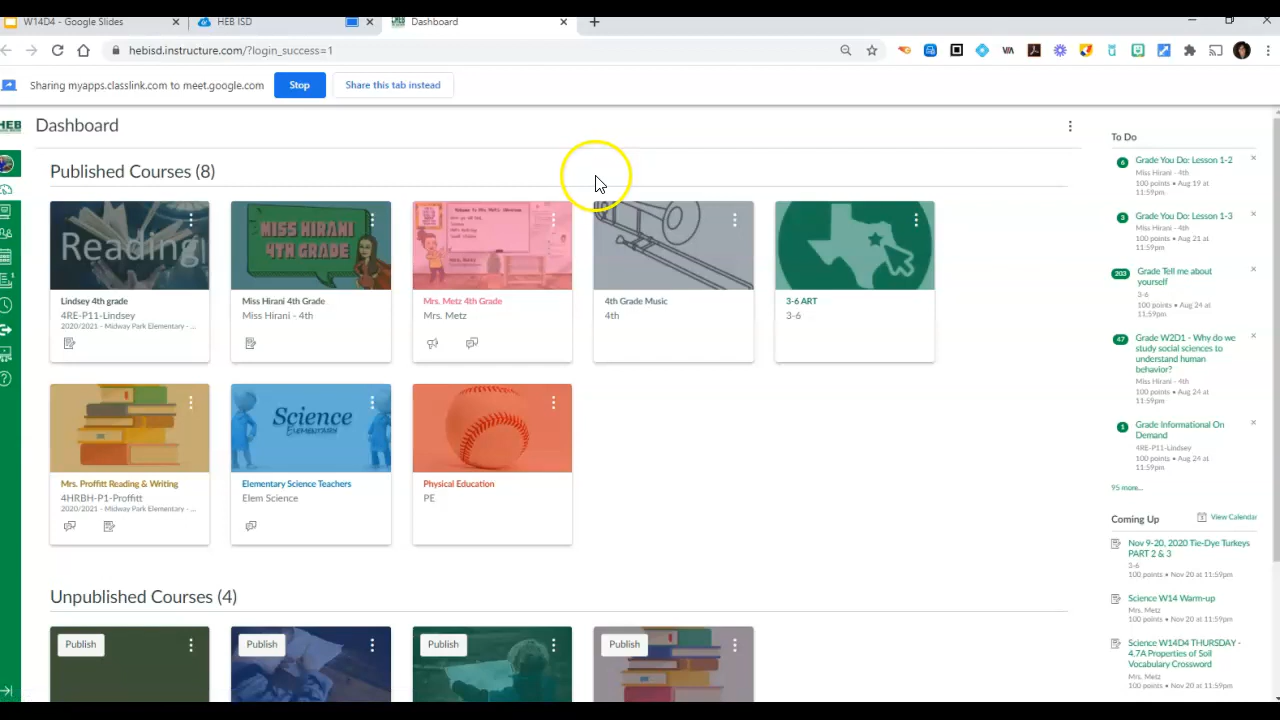 W14D4 - Google Slides
HEB ISD
Dashboard
hebisd.instructure.com/?login_success=1
Sharing myapps.classlink.com to meet.google.com
Stop
Share this tab instead
HEB
Dashboard
Published Courses (8)
Reading
Lindsey 4th grade
4RE-P11-Lindsey
2020/2021 - Midway Park Elementary - ...
MISS HIRANI
4TH GRADE
Miss Hirani 4th Grade
Miss Hirani - 4th
Mrs. Metz 4th Grade
Mrs. Metz
4th Grade Music
4th
3-6 ART
3-6
Mrs. Proffitt Reading & Writing
4HRBH-P1-Proffitt
2020/2021 - Midway Park Elementary - ...
Science
ELEMENTARY
Elementary Science Teachers
Elem Science
Physical Education
PE
Unpublished Courses (4)
Publish
Publish
Publish
Publish
To Do
6
Grade You Do: Lesson 1-2
Miss Hirani - 4th
100 points • Aug 19 at
11:59pm
3
Grade You Do: Lesson 1-3
Miss Hirani - 4th
100 points • Aug 21 at
11:59pm
203
Grade Tell me about
yourself
3-6
100 points • Aug 24 at
11:59pm
47
Grade W2D1 - Why do we
study social sciences to
understand human
behavior?
Miss Hirani - 4th
100 points • Aug 24 at
11:59pm
1
Grade Informational On
Demand
4RE-P11-Lindsey
100 points • Aug 24 at
11:59pm
95 more...
Coming Up
View Calendar
Nov 9-20, 2020 Tie-Dye Turkeys
PART 2 & 3
3-6
100 points • Nov 20 at 11:59pm
Science W14 Warm-up
Mrs. Metz
100 points • Nov 20 at 11:59pm
Science W14D4 THURSDAY -
4.7A Properties of Soil
Vocabulary Crossword
Mrs. Metz
100 points • Nov 20 at 11:59pm